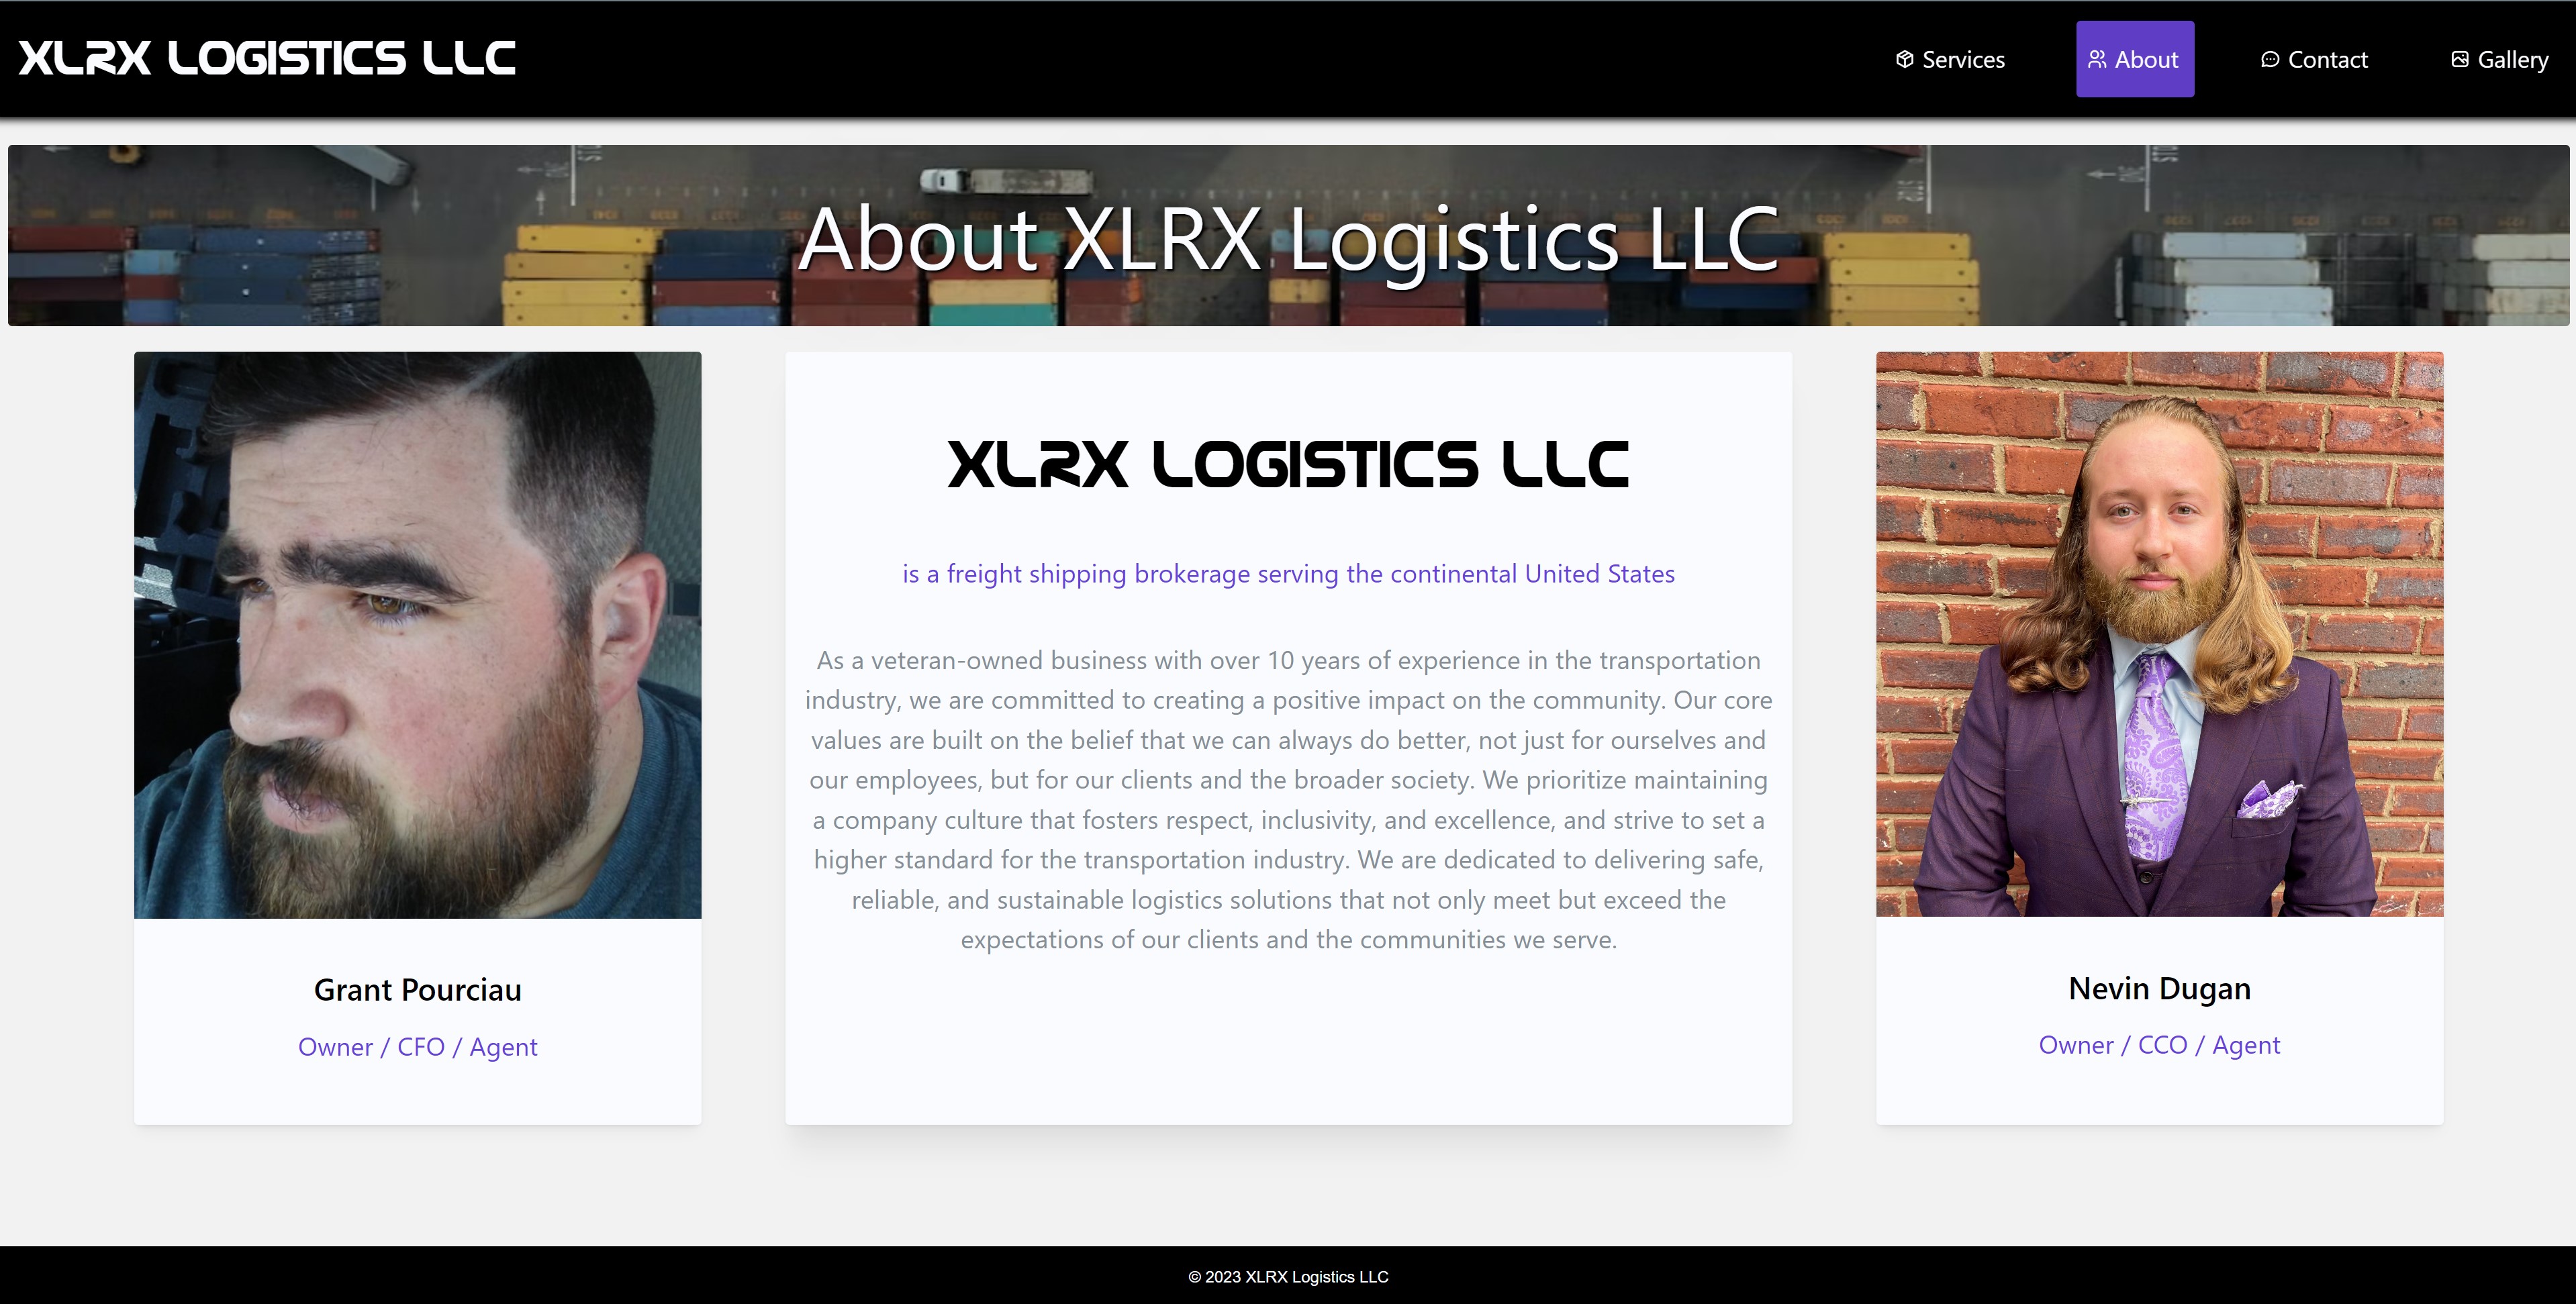 XLRX LOGISTICS LLC
Services
About
Contact
Gallery
About XLRX Logistics LLC
XLRX LOGISTICS LLC
is a freight shipping brokerage serving the continental United States
As a veteran-owned business with over 10 years of experience in the transportation
industry, we are committed to creating a positive impact on the community. Our core
values are built on the belief that we can always do better, not just for ourselves and
our employees, but for our clients and the broader society. We prioritize maintaining
a company culture that fosters respect, inclusivity, and excellence, and strive to set a
higher standard for the transportation industry. We are dedicated to delivering safe,
reliable, and sustainable logistics solutions that not only meet but exceed the
expectations of our clients and the communities we serve.
Grant Pourciau
Owner / CFO / Agent
Nevin Dugan
Owner / CCO / Agent
© 2023 XLRX Logistics LLC